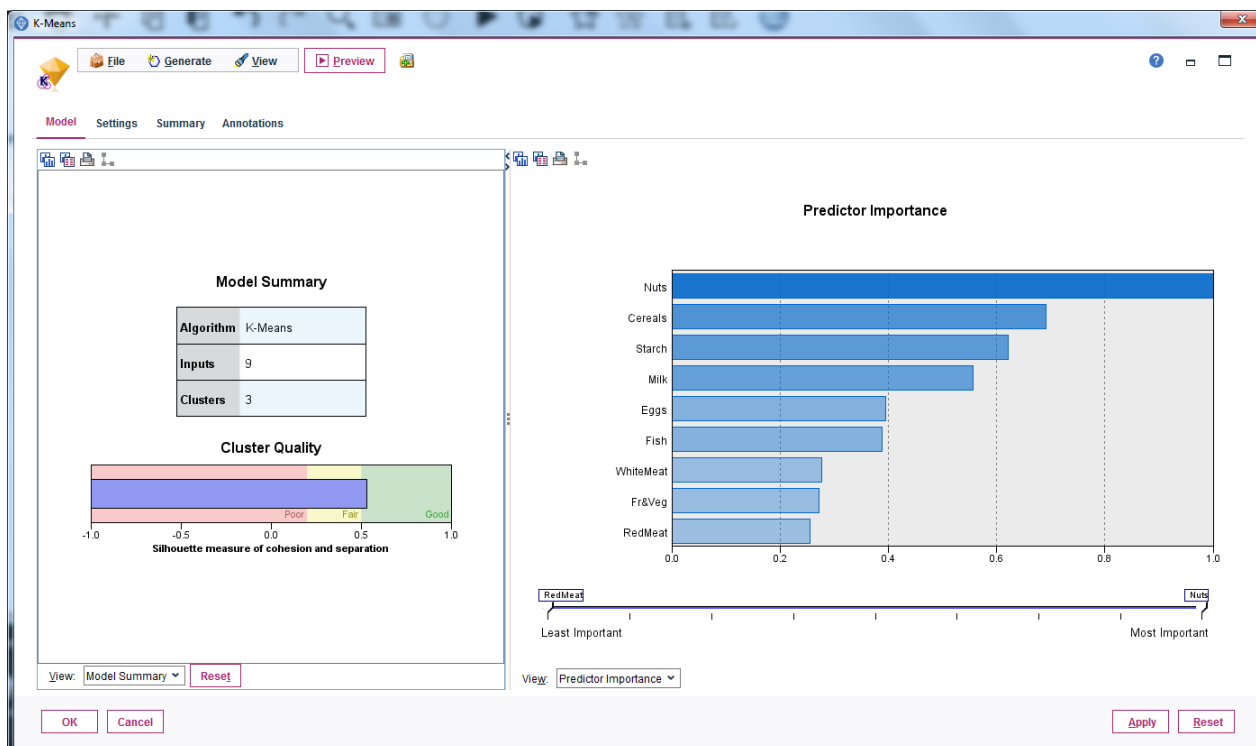 K-Means
File Generate View Preview
Model Settings Summary Annotations
Model Summary
Algorithm K-Means
Inputs 9
Clusters 3
Cluster Quality
Poor Fair Good
-1.0 -0.5 0.0 0.5 1.0
Silhouette measure of cohesion and separation
View: Model Summary Reset
Predictor Importance
Nuts
Cereals
Starch
Milk
Eggs
Fish
WhiteMeat
Fr&Veg
RedMeat
0.0 0.2 0.4 0.6 0.8 1.0
RedMeat Nuts
Least Important Most Important
View: Predictor Importance
OK Cancel Apply Reset